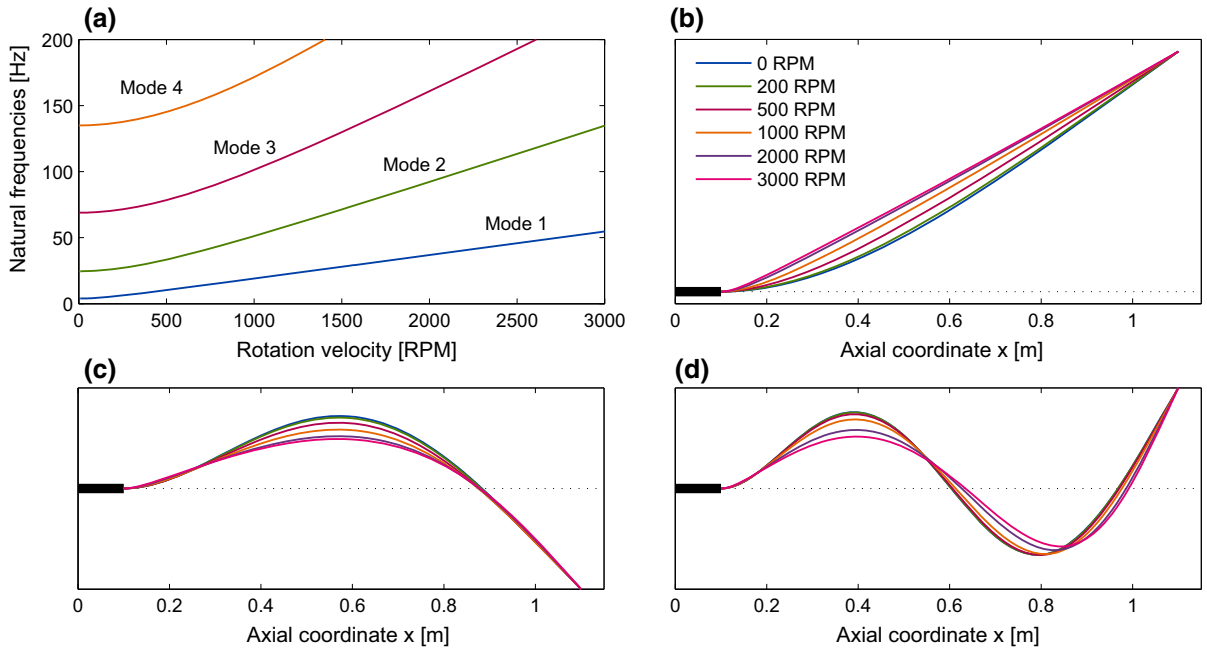 (a)
Natural frequencies [Hz]
200
150
100
50
0
Mode 4
Mode 3
Mode 2
Mode 1
0 500 1000 1500 2000 2500 3000
Rotation velocity [RPM]
(b)
0 RPM
200 RPM
500 RPM
1000 RPM
2000 RPM
3000 RPM
0 0.2 0.4 0.6 0.8 1
Axial coordinate x [m]
(c)
0 0.2 0.4 0.6 0.8 1
Axial coordinate x [m]
(d)
0 0.2 0.4 0.6 0.8 1
Axial coordinate x [m]